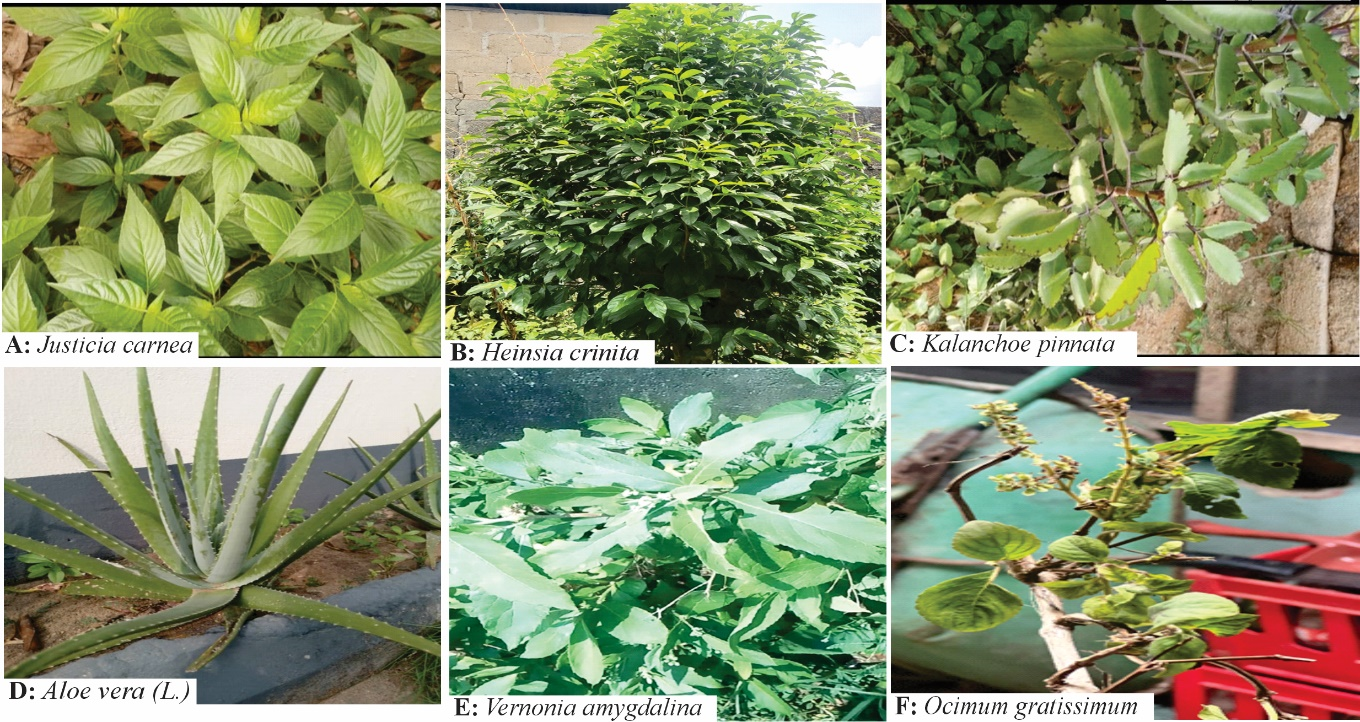 A: Justicia carnea
B: Heinsia crinita
C: Kalanchoe pinnata
D: Aloe vera (L.)
E: Vernonia amygdalina
F: Ocimum gratissimum